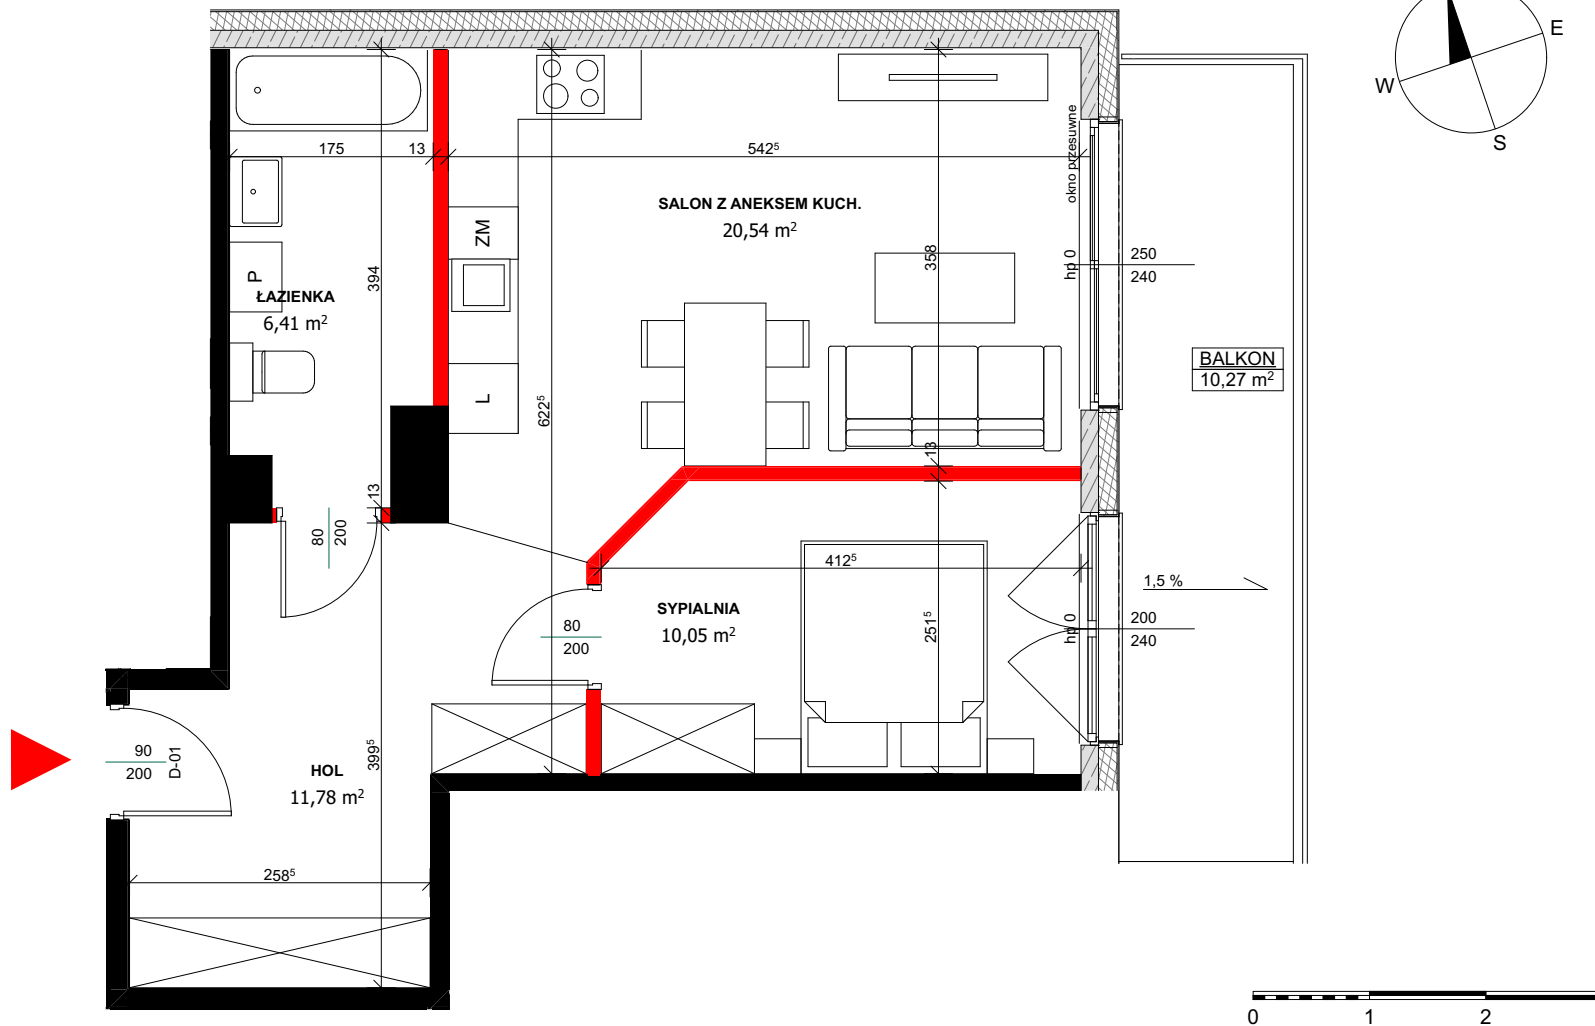 E
W
S
175
13
542⁵
okno przesuwne
SALON Z ANEKSEM KUCH.
20,54 m²
ZM
358
hp 0
250
240
P
394
ŁAZIENKA
6,41 m²
BALKON
10,27 m²
L
622⁵
13
13
80
200
412⁵
1,5 %
SYPIALNIA
10,05 m²
80
200
251⁵
hp 0
200
240
90
200
D-01
HOL
11,78 m²
399⁵
258⁵
0
1
2